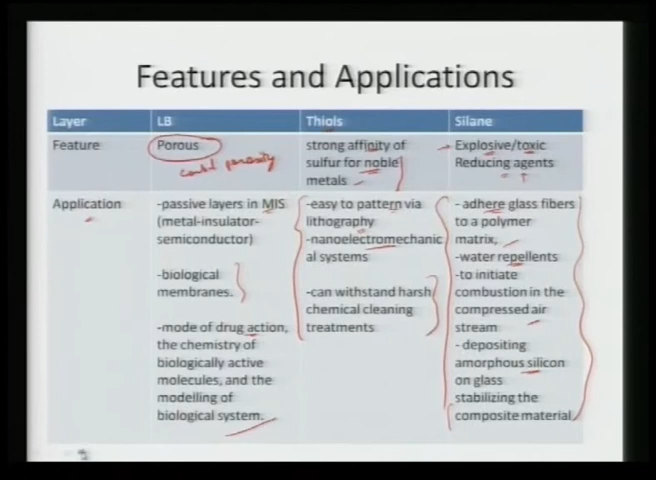 Features and Applications
Layer LB Thiols Silane
Feature Porous strong affinity of Explosive/toxic
control porosity sulfur for noble Reducing agents
metals
Application -passive layers in MIS -easy to pattern via - adhere glass fibers
(metal-insulator- lithography to a polymer
semiconductor) -nanoelectromechanic matrix,
al systems -water repellents
-biological -to initiate
membranes. -can withstand harsh combustion in the
chemical cleaning compressed air
-mode of drug action, treatments stream
the chemistry of - depositing
biologically active amorphous silicon
molecules, and the on glass
modelling of stabilizing the
biological system. composite material